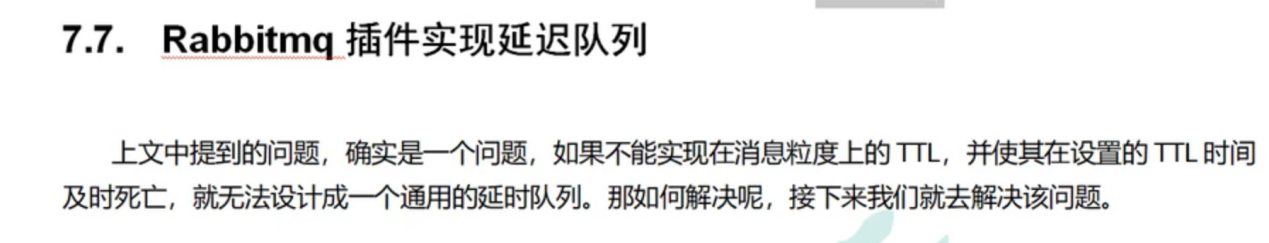 7.7. Rabbitmq 插件实现延迟队列
上文中提到的问题，确实是一个问题，如果不能实现在消息粒度上的 TTL，并使其在设置的 TTL 时间
及时死亡，就无法设计成一个通用的延时队列。那如何解决呢，接下来我们就去解决该问题。